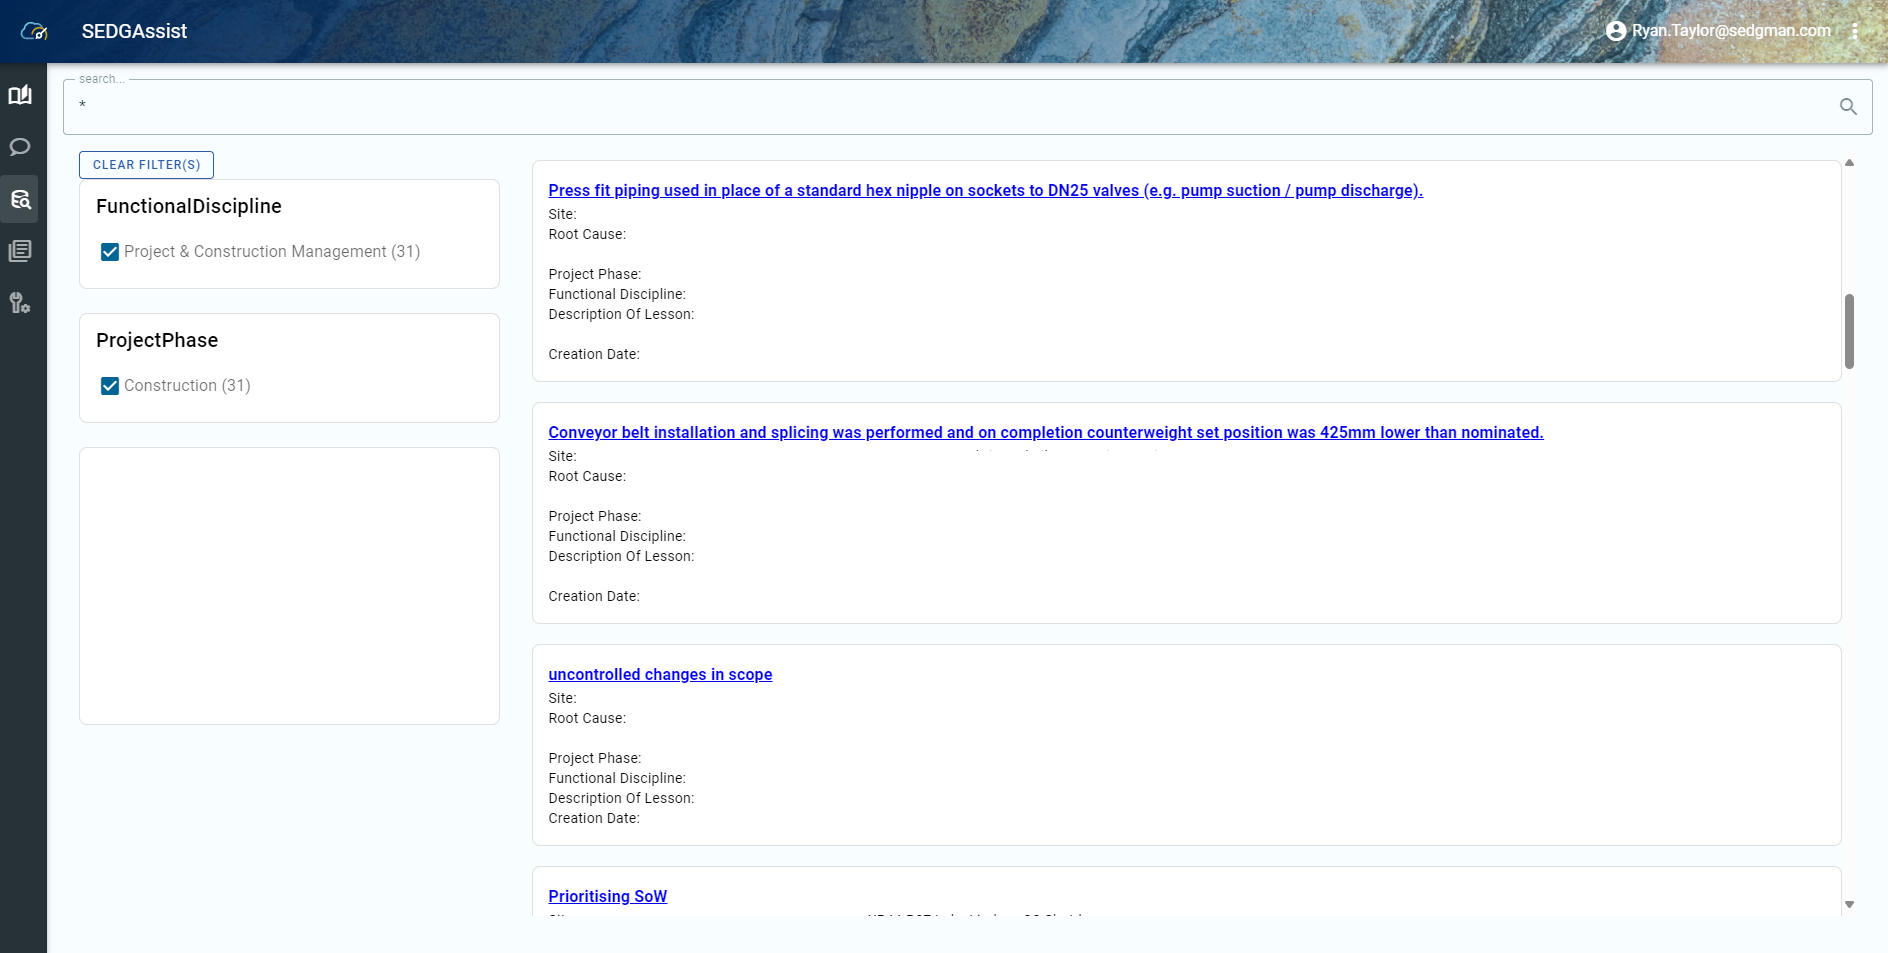 SEDGAssist
Ryan.Taylor@sedgman.com
search...
*
CLEAR FILTER(S)
FunctionalDiscipline
Project & Construction Management (31)
ProjectPhase
Construction (31)
Press fit piping used in place of a standard hex nipple on sockets to DN25 valves (e.g. pump suction / pump discharge).
Site:
Root Cause:
Project Phase:
Functional Discipline:
Description Of Lesson:
Creation Date:
Conveyor belt installation and splicing was performed and on completion counterweight set position was 425mm lower than nominated.
Site:
Root Cause:
Project Phase:
Functional Discipline:
Description Of Lesson:
Creation Date:
uncontrolled changes in scope
Site:
Root Cause:
Project Phase:
Functional Discipline:
Description Of Lesson:
Creation Date:
Prioritising SoW